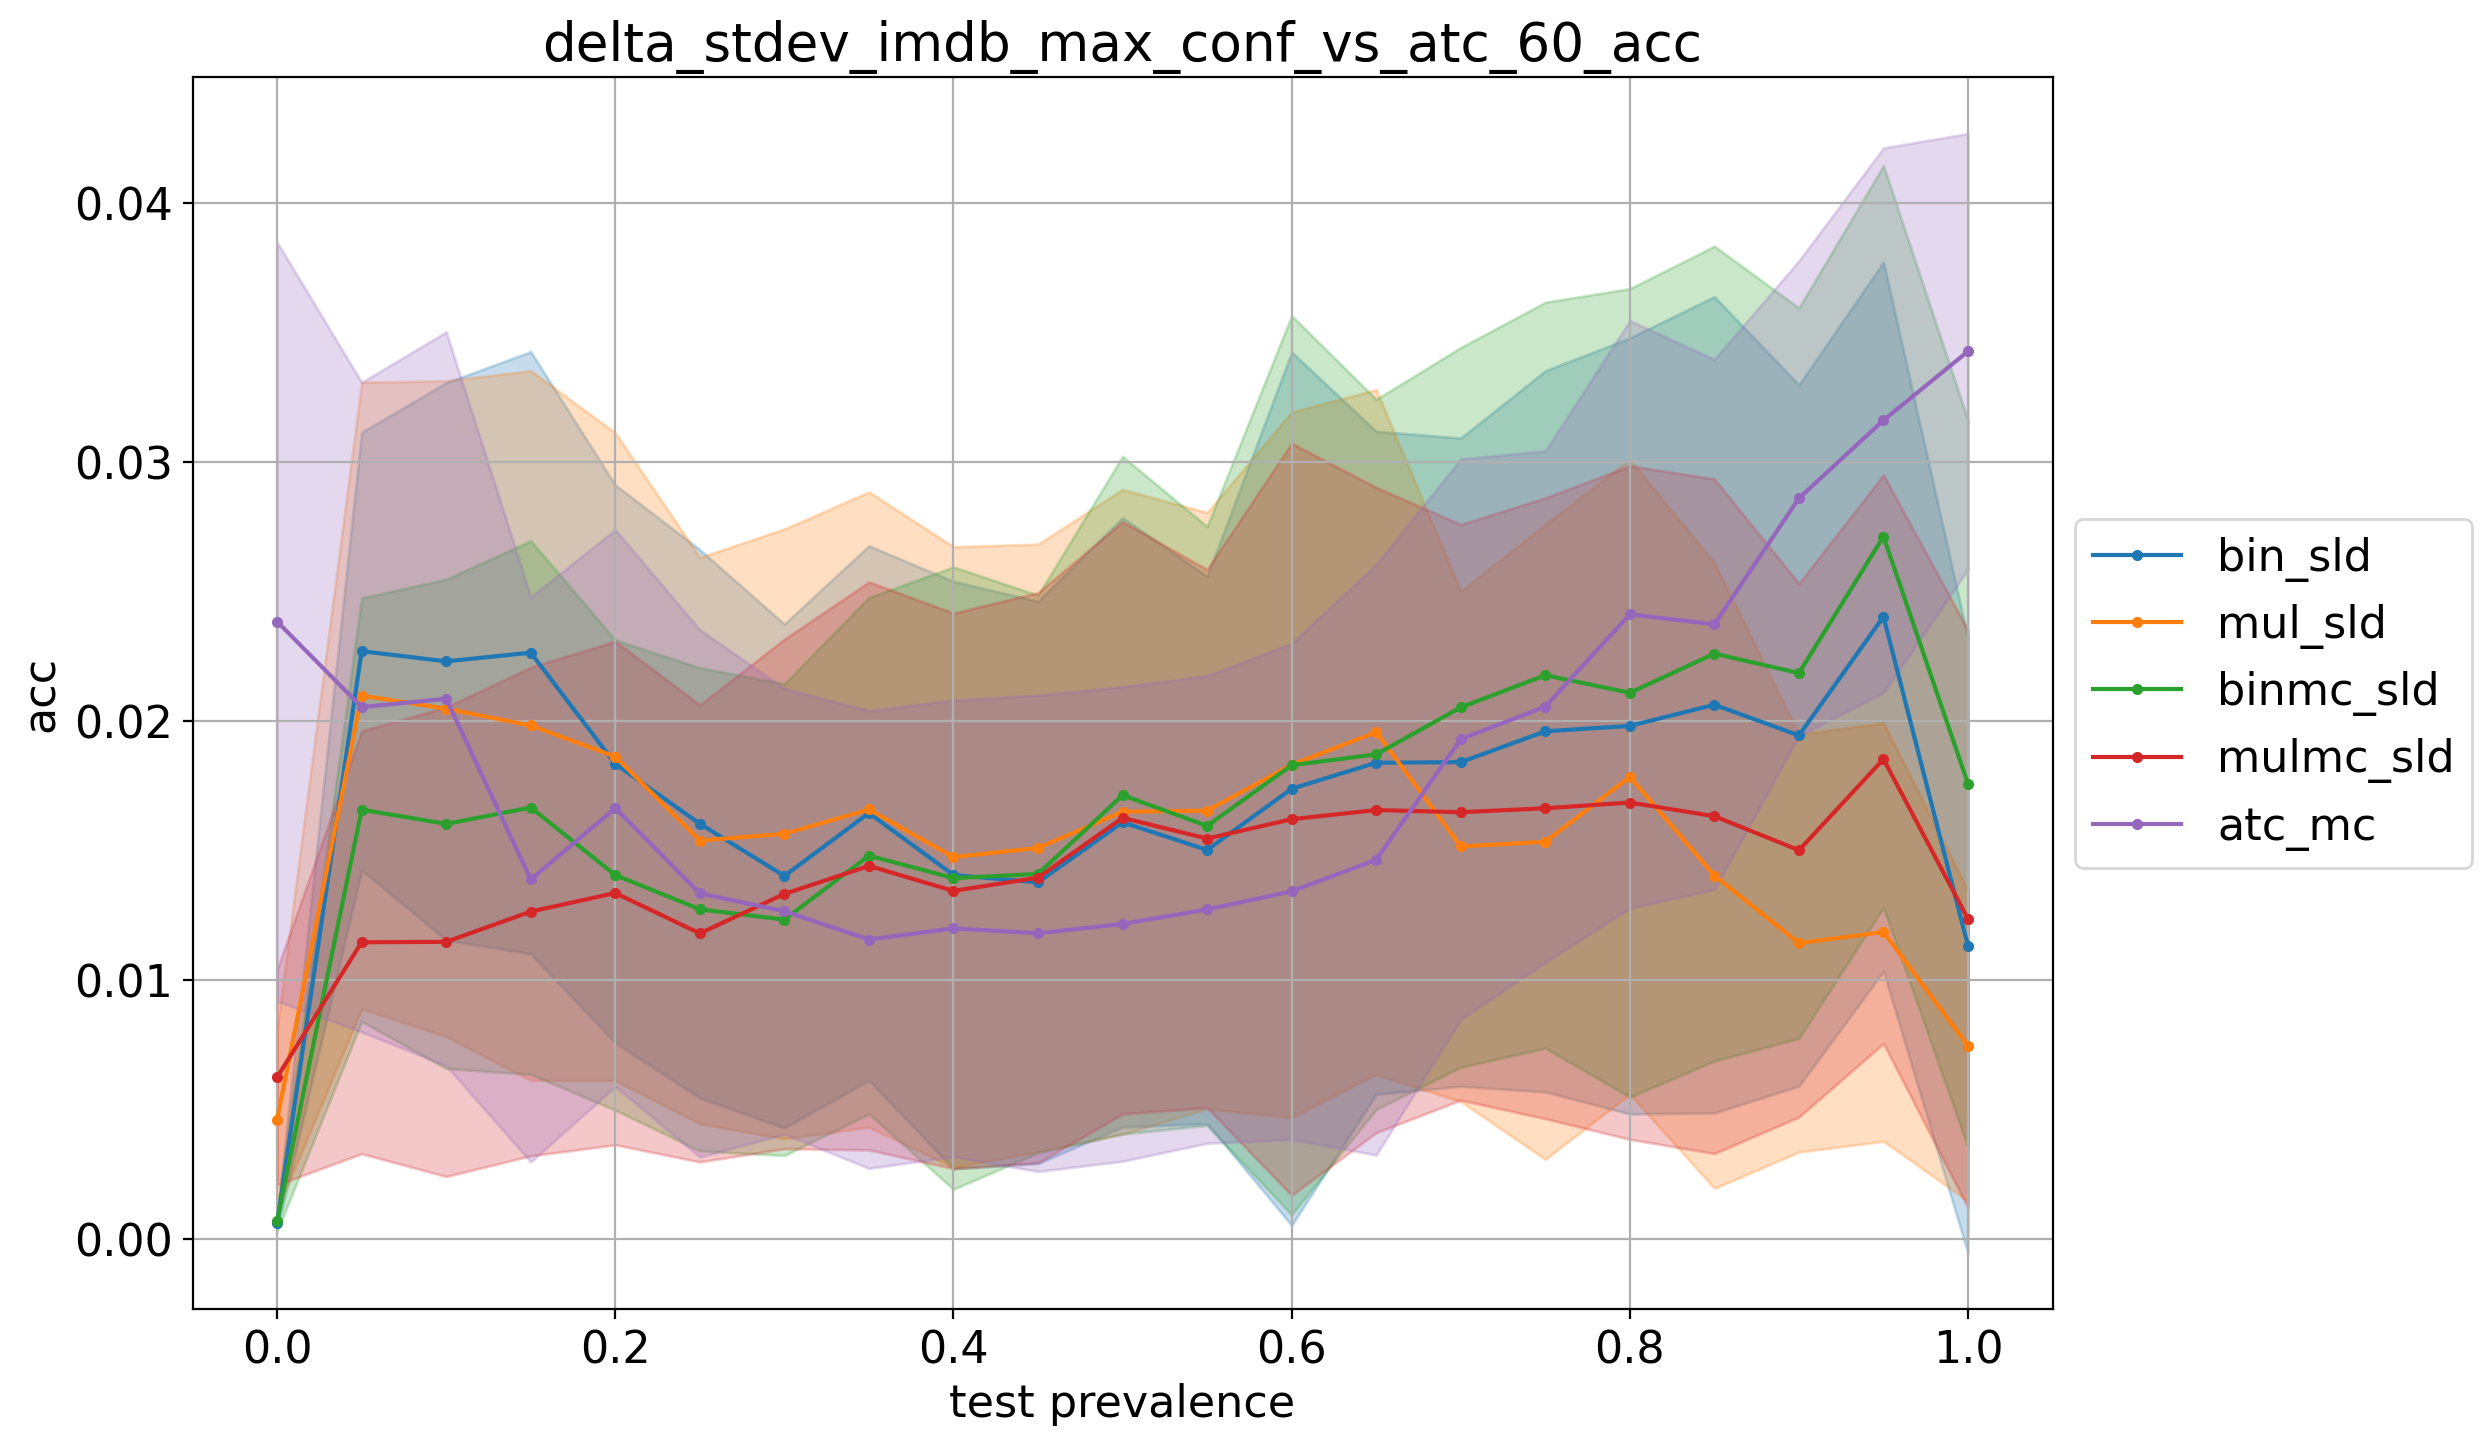 delta_stdev_imdb_max_conf_vs_atc_60_acc
acc
0.04
0.03
0.02
0.01
0.00
0.0 0.2 0.4 0.6 0.8 1.0
test prevalence
bin_sld
mul_sld
binmc_sld
mulmc_sld
atc_mc